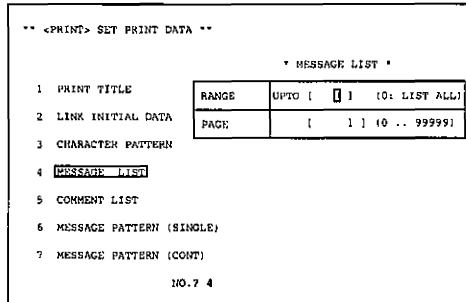 ** <PRINT> SET PRINT DATA **
* MESSAGE LIST *
1 PRINT TITLE
RANGE UPTO [ ] (0: LIST ALL)
2 LINK INITIAL DATA
PAGE [ 1 ] (0 .. 99999)
3 CHARACTER PATTERN
4 MESSAGE LIST
5 COMMENT LIST
6 MESSAGE PATTERN (SINGLE)
7 MESSAGE PATTERN (CONT)
NO.? 4